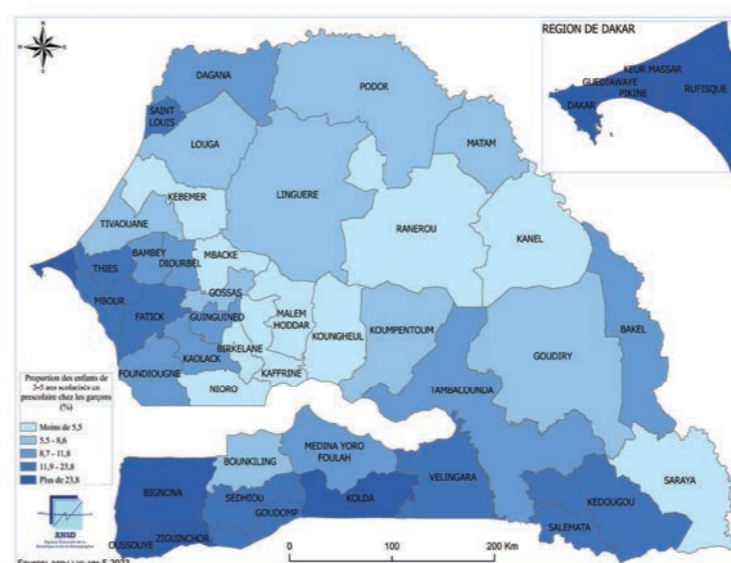 N
W E
S
REGION DE DAKAR
KEUR MASSAR
GUEDIAWAYE
PIKINE
RUFISQUE
DAKAR
DAGANA
PODOR
SAINT
LOUIS
LOUGA
MATAM
LINGUERE
KEBEMER
TIVAOUANE
RANEROU
KANEL
MBACKE
BAMBEY
DIOURBEL
THIES
GOSSAS
MBOUR
FATICK
GUINGUINEO
MALEM
HODDAR
KOUNGHEUL
KOUMPENTOUM
BAKEL
GOUDIRY
BIRKELANE
KAOLACK
KAFFRINE
FOUNDIOUGNE
NIORO
TAMBACOUNDA
Proportion des enfants de
3-5 ans scolarisés en
prescolaire chez les garçons
(%)
Moins de 5,5
5,5 - 8,6
8,7 - 11,8
11,9 - 23,8
Plus de 23,8
MEDINA YORO
FOULAH
BOUNKILING
VELINGARA
SARAYA
BIGNONA
SEDHIOU
KOLDA
KEDOUGOU
GOUDOMP
SALEMATA
OUSSOUYE
ZIGUINCHOR
ANSD
0 100 200 Km